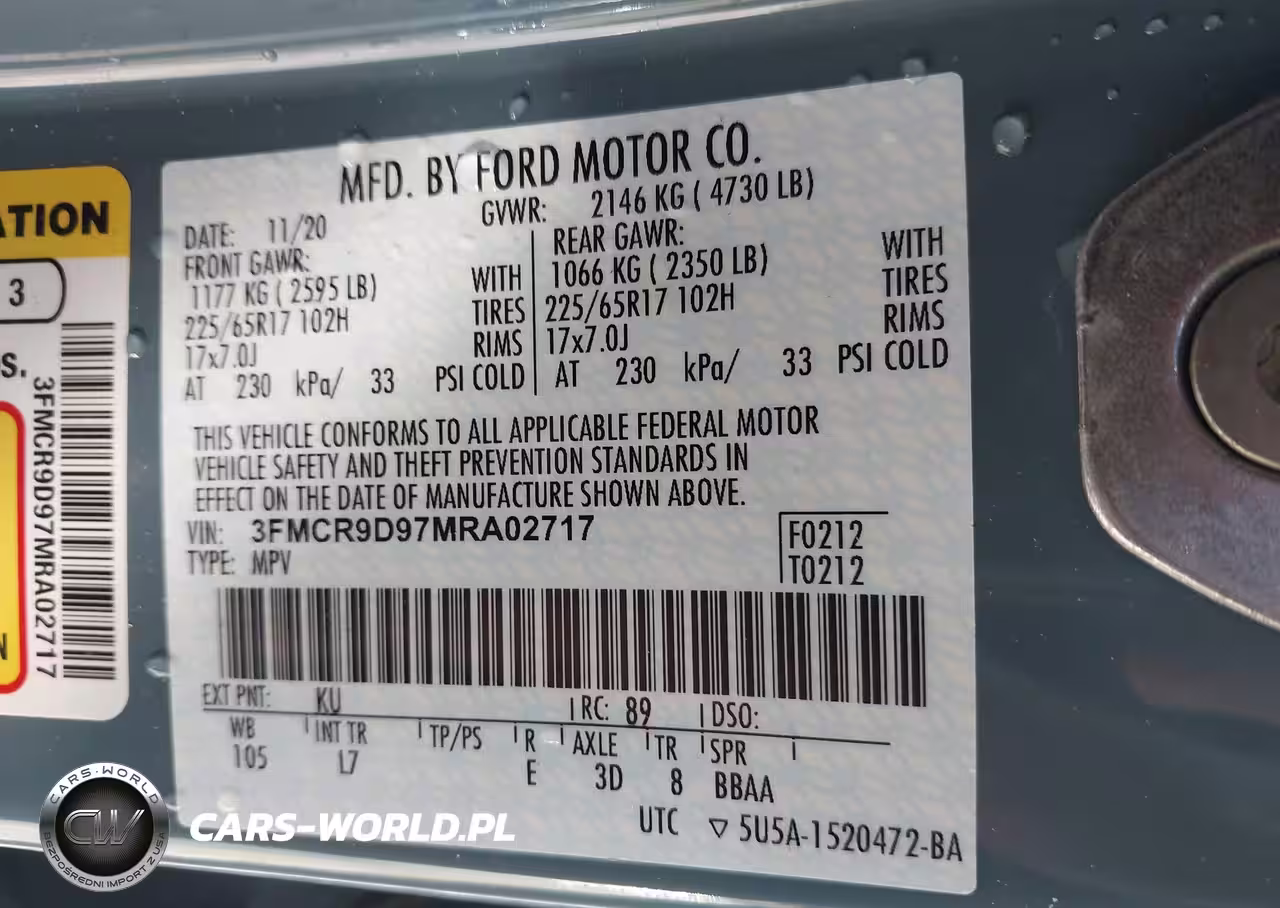 MFD. BY FORD MOTOR CO.
DATE: 11/20 GVWR: 2146 KG ( 4730 LB)
FRONT GAWR: REAR GAWR:
1177 KG ( 2595 LB) WITH 1066 KG ( 2350 LB) WITH
225/65R17 102H TIRES 225/65R17 102H TIRES
17x7.0J RIMS 17x7.0J RIMS
AT 230 kPa/ 33 PSI COLD AT 230 kPa/ 33 PSI COLD
THIS VEHICLE CONFORMS TO ALL APPLICABLE FEDERAL MOTOR
VEHICLE SAFETY AND THEFT PREVENTION STANDARDS IN
EFFECT ON THE DATE OF MANUFACTURE SHOWN ABOVE.
VIN: 3FMCR9D97MRA02717 F0212
TYPE: MPV T0212
EXT PNT: KU RC: 89 DSO:
WB INT TR TP/PS R AXLE TR SPR
105 L7 E 3D 8 BBAA
UTC ▽ 5U5A-1520472-BA
ATION
3
S.
3FMCR9D97MRA02717
N
CARS-WORLD
CW
BEZPOŚREDNI IMPORT Z USA
CARS-WORLD.PL